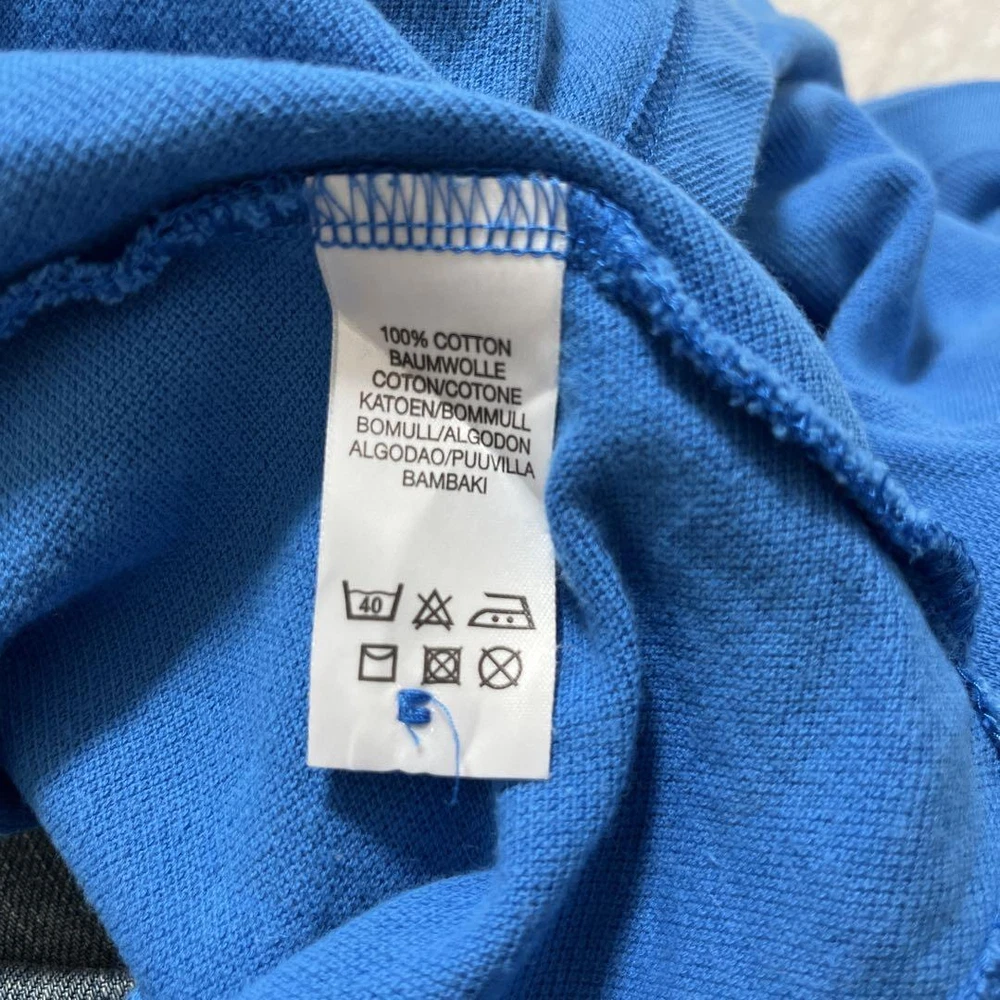 100% COTTON
BAUMWOLLE
COTON/COTONE
KATOEN/BOMMULL
BOMULL/ALGODON
ALGODAO/PUUVILLA
BAMBAKI
40